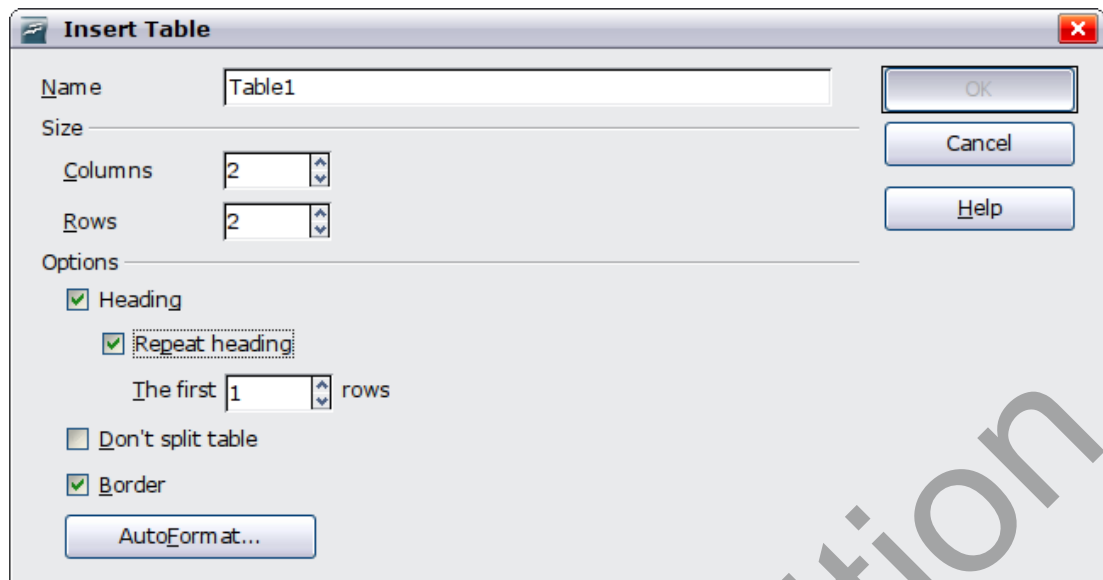 Insert Table
Name Table1
OK
Size
Cancel
Columns 2
Help
Rows 2
Options
Heading
Repeat heading
The first 1 rows
Don't split table
Border
AutoFormat...
tion